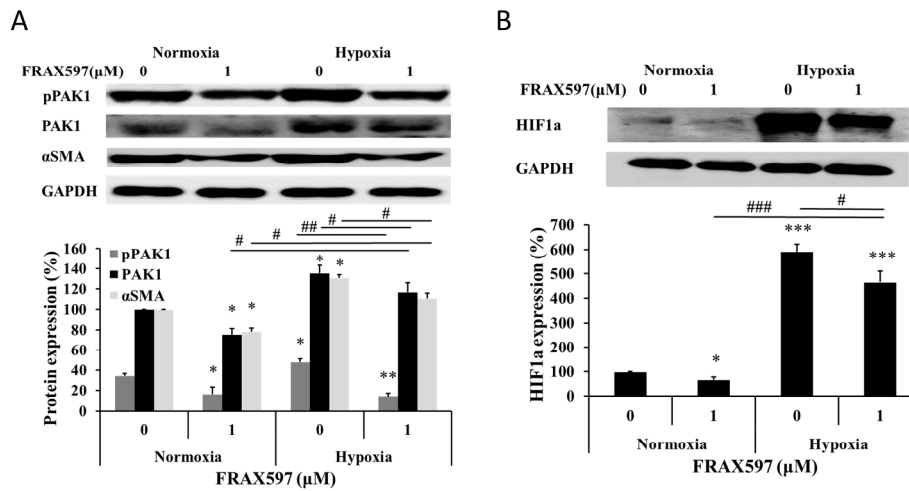 A
Normoxia Hypoxia
FRAX597(µM) 0 1 0 1
pPAK1
PAK1
αSMA
GAPDH
#
## #
# #
Protein expression (%)
160
140
120
100
80
60
40
20
0
pPAK1
PAK1
αSMA
* * *
* * *
* **
0 1 0 1
Normoxia Hypoxia
FRAX597 (µM)
B
Normoxia Hypoxia
FRAX597(µM) 0 1 0 1
HIF1a
GAPDH
### #
HIF1a expression (%)
700
600
500
400
300
200
100
0
*
***
***
0 1 0 1
Normoxia Hypoxia
FRAX597 (µM)